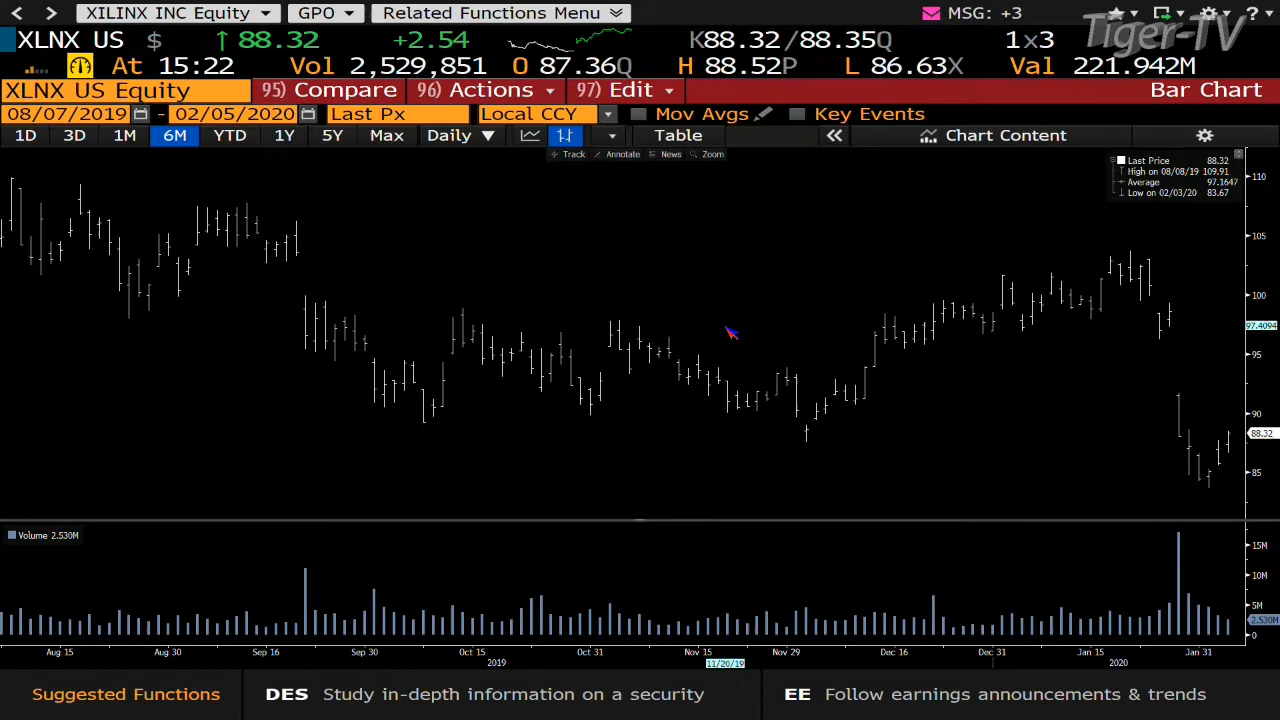 XILINX INC Equity GPO Related Functions Menu MSG: +3 ?
XLNX US $ ↑ 88.32 +2.54 K88.32/88.35Q 1x3 Tiger-TV
At 15:22 Vol 2,529,851 O 87.36Q H 88.52P L 86.63X Val 221.942M
XLNX US Equity 95) Compare 96) Actions 97) Edit Bar Chart
08/07/2019 - 02/05/2020 Last Px Local CCY Mov Avgs Key Events
1D 3D 1M 6M YTD 1Y 5Y Max Daily ▼ Table « Chart Content
Track Annotate News Zoom
Last Price 88.32
High on 08/08/19 109.91
Average 97.1647
Low on 02/03/20 83.67
110
105
100
97.4094
95
90
88.32
85
Volume 2.530M
15M
10M
5M
2.530M
0
Aug 15 Aug 30 Sep 16 Sep 30 Oct 15 Oct 31 Nov 15 Nov 29 Dec 16 Dec 31 Jan 15 Jan 31
2019 11/20/19 2020
Suggested Functions DES Study in-depth information on a security EE Follow earnings announcements & trends